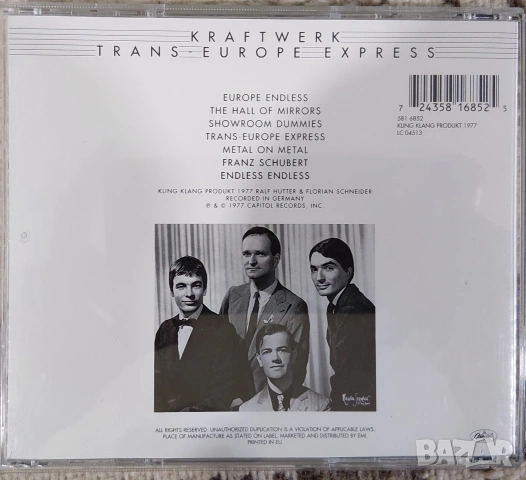 KRAFTWERK
TRANS-EUROPE EXPRESS
EUROPE ENDLESS
THE HALL OF MIRRORS
SHOWROOM DUMMIES
TRANS-EUROPE EXPRESS
METAL ON METAL
FRANZ SCHUBERT
ENDLESS ENDLESS
KLING KLANG PRODUKT 1977 RALF HUTTER & FLORIAN SCHNEIDER
RECORDED IN GERMANY
℗ & © 1977 CAPITOL RECORDS, INC.
7 24358 16852 5
581 6852
KLING KLANG PRODUKT 1977
LC 04513
ALL RIGHTS RESERVED. UNAUTHORIZED DUPLICATION IS A VIOLATION OF APPLICABLE LAWS.
PLACE OF MANUFACTURE AS STATED ON LABEL. MARKETED AND DISTRIBUTED BY EMI.
PRINTED IN EU.
Capitol
BAZAR